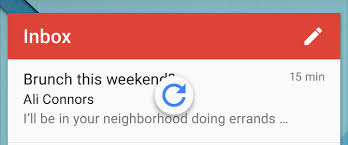 Inbox
Brunch this weekend?
15 min
Ali Connors
I'll be in your neighborhood doing errands ...